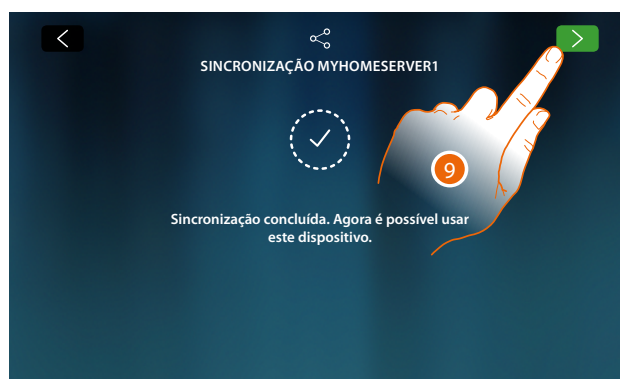 SINCRONIZAÇÃO MYHOMESERVER1
9
Sincronização concluída. Agora é possível usar
este dispositivo.